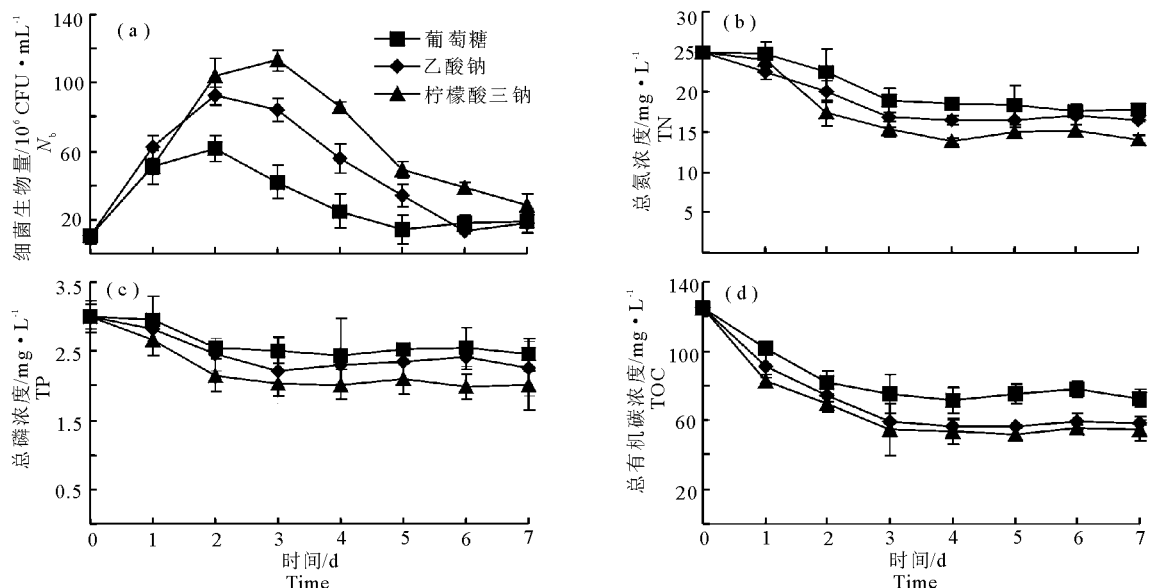 细菌生物量/10⁶ CFU·mL⁻¹
N_b
140
100
60
20
(a)
葡萄糖
乙酸钠
柠檬酸三钠
总氮浓度/mg·L⁻¹
TN
30
25
20
15
10
5
(b)
总磷浓度/mg·L⁻¹
TP
3.5
2.5
1.5
0.5
(c)
0 1 2 3 4 5 6 7
时间/d
Time
总有机碳浓度/mg·L⁻¹
TOC
140
100
60
20
(d)
0 1 2 3 4 5 6 7
时间/d
Time